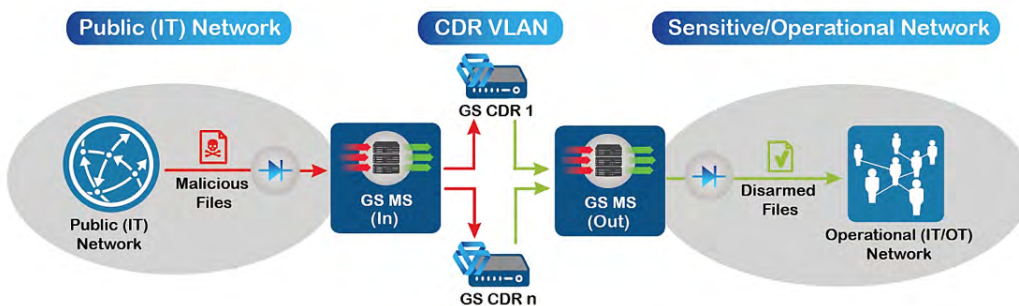 Public (IT) Network
CDR VLAN
Sensitive/Operational Network
GS CDR 1
Malicious
Files
Public (IT)
Network
GS MS
(In)
GS MS
(Out)
GS CDR n
Disarmed
Files
Operational (IT/OT)
Network